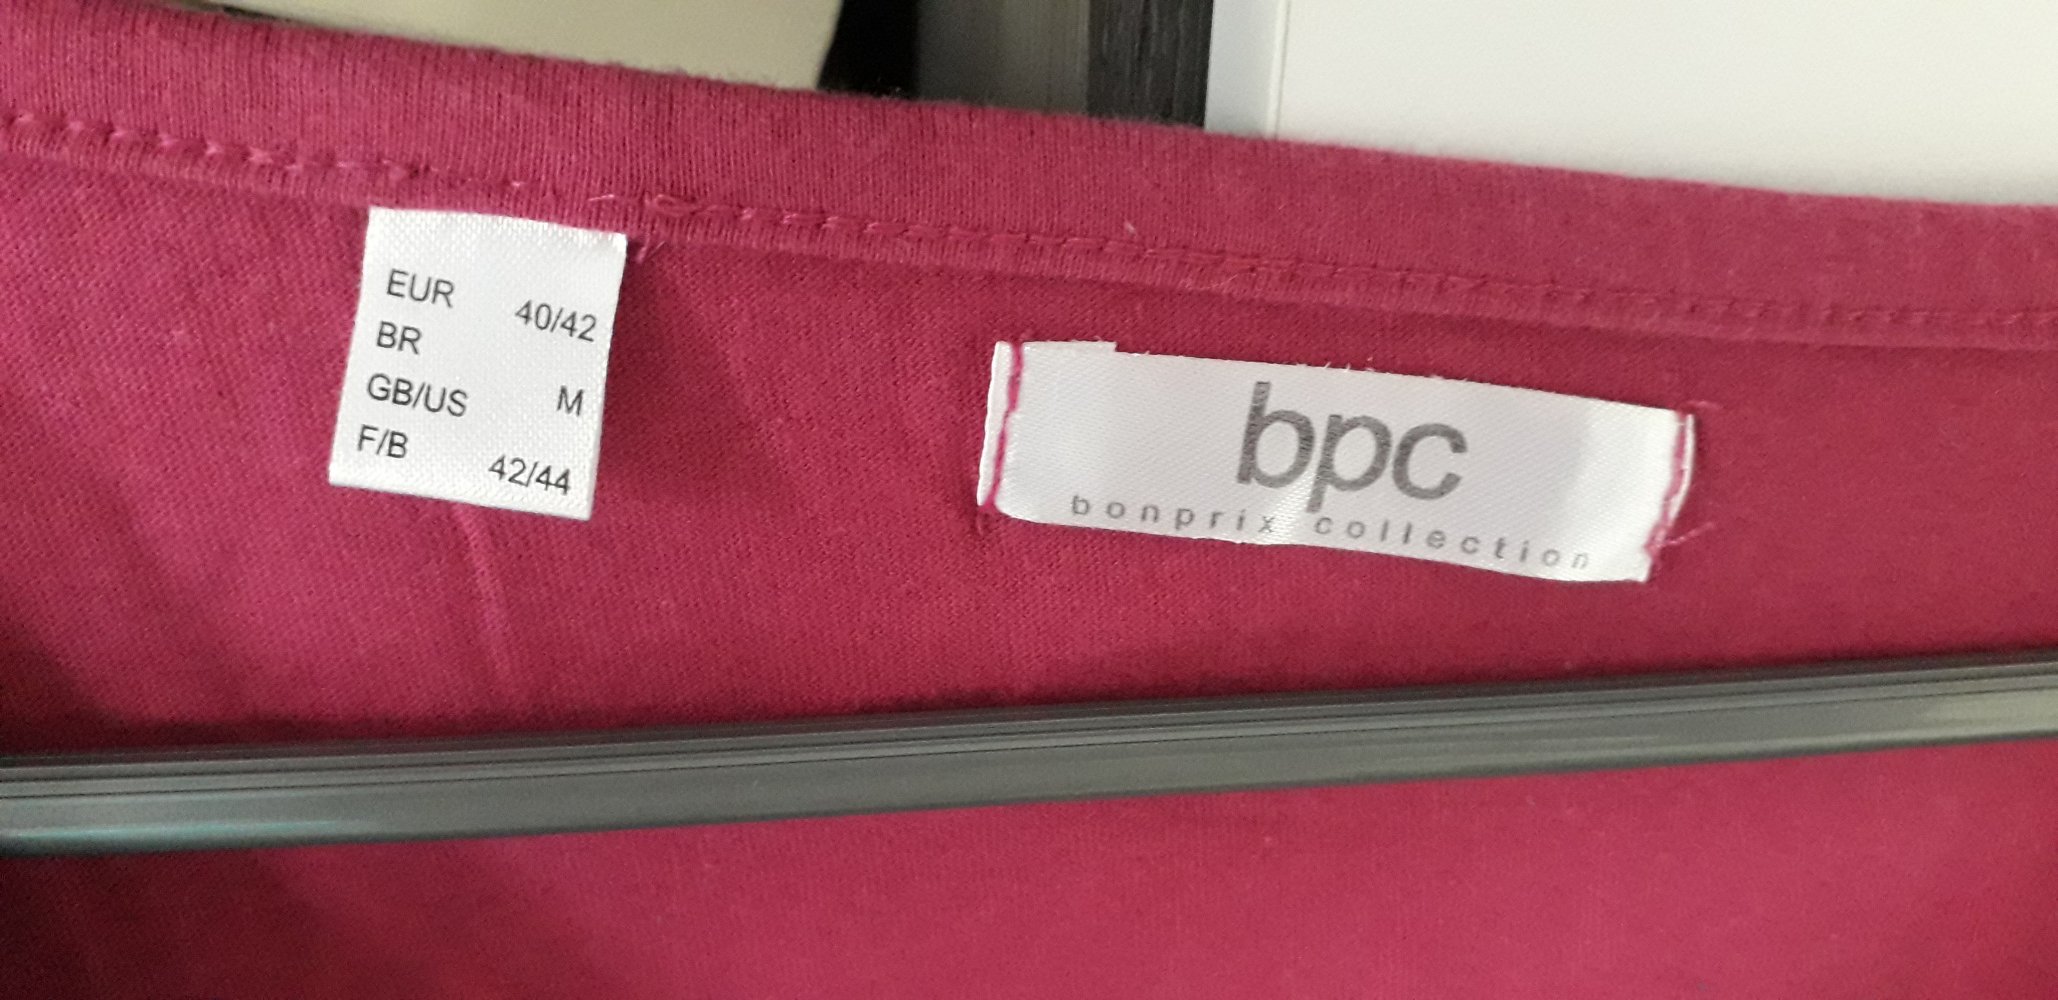 EUR 40/42
BR
GB/US M
F/B 42/44
bpc
bonprix collection